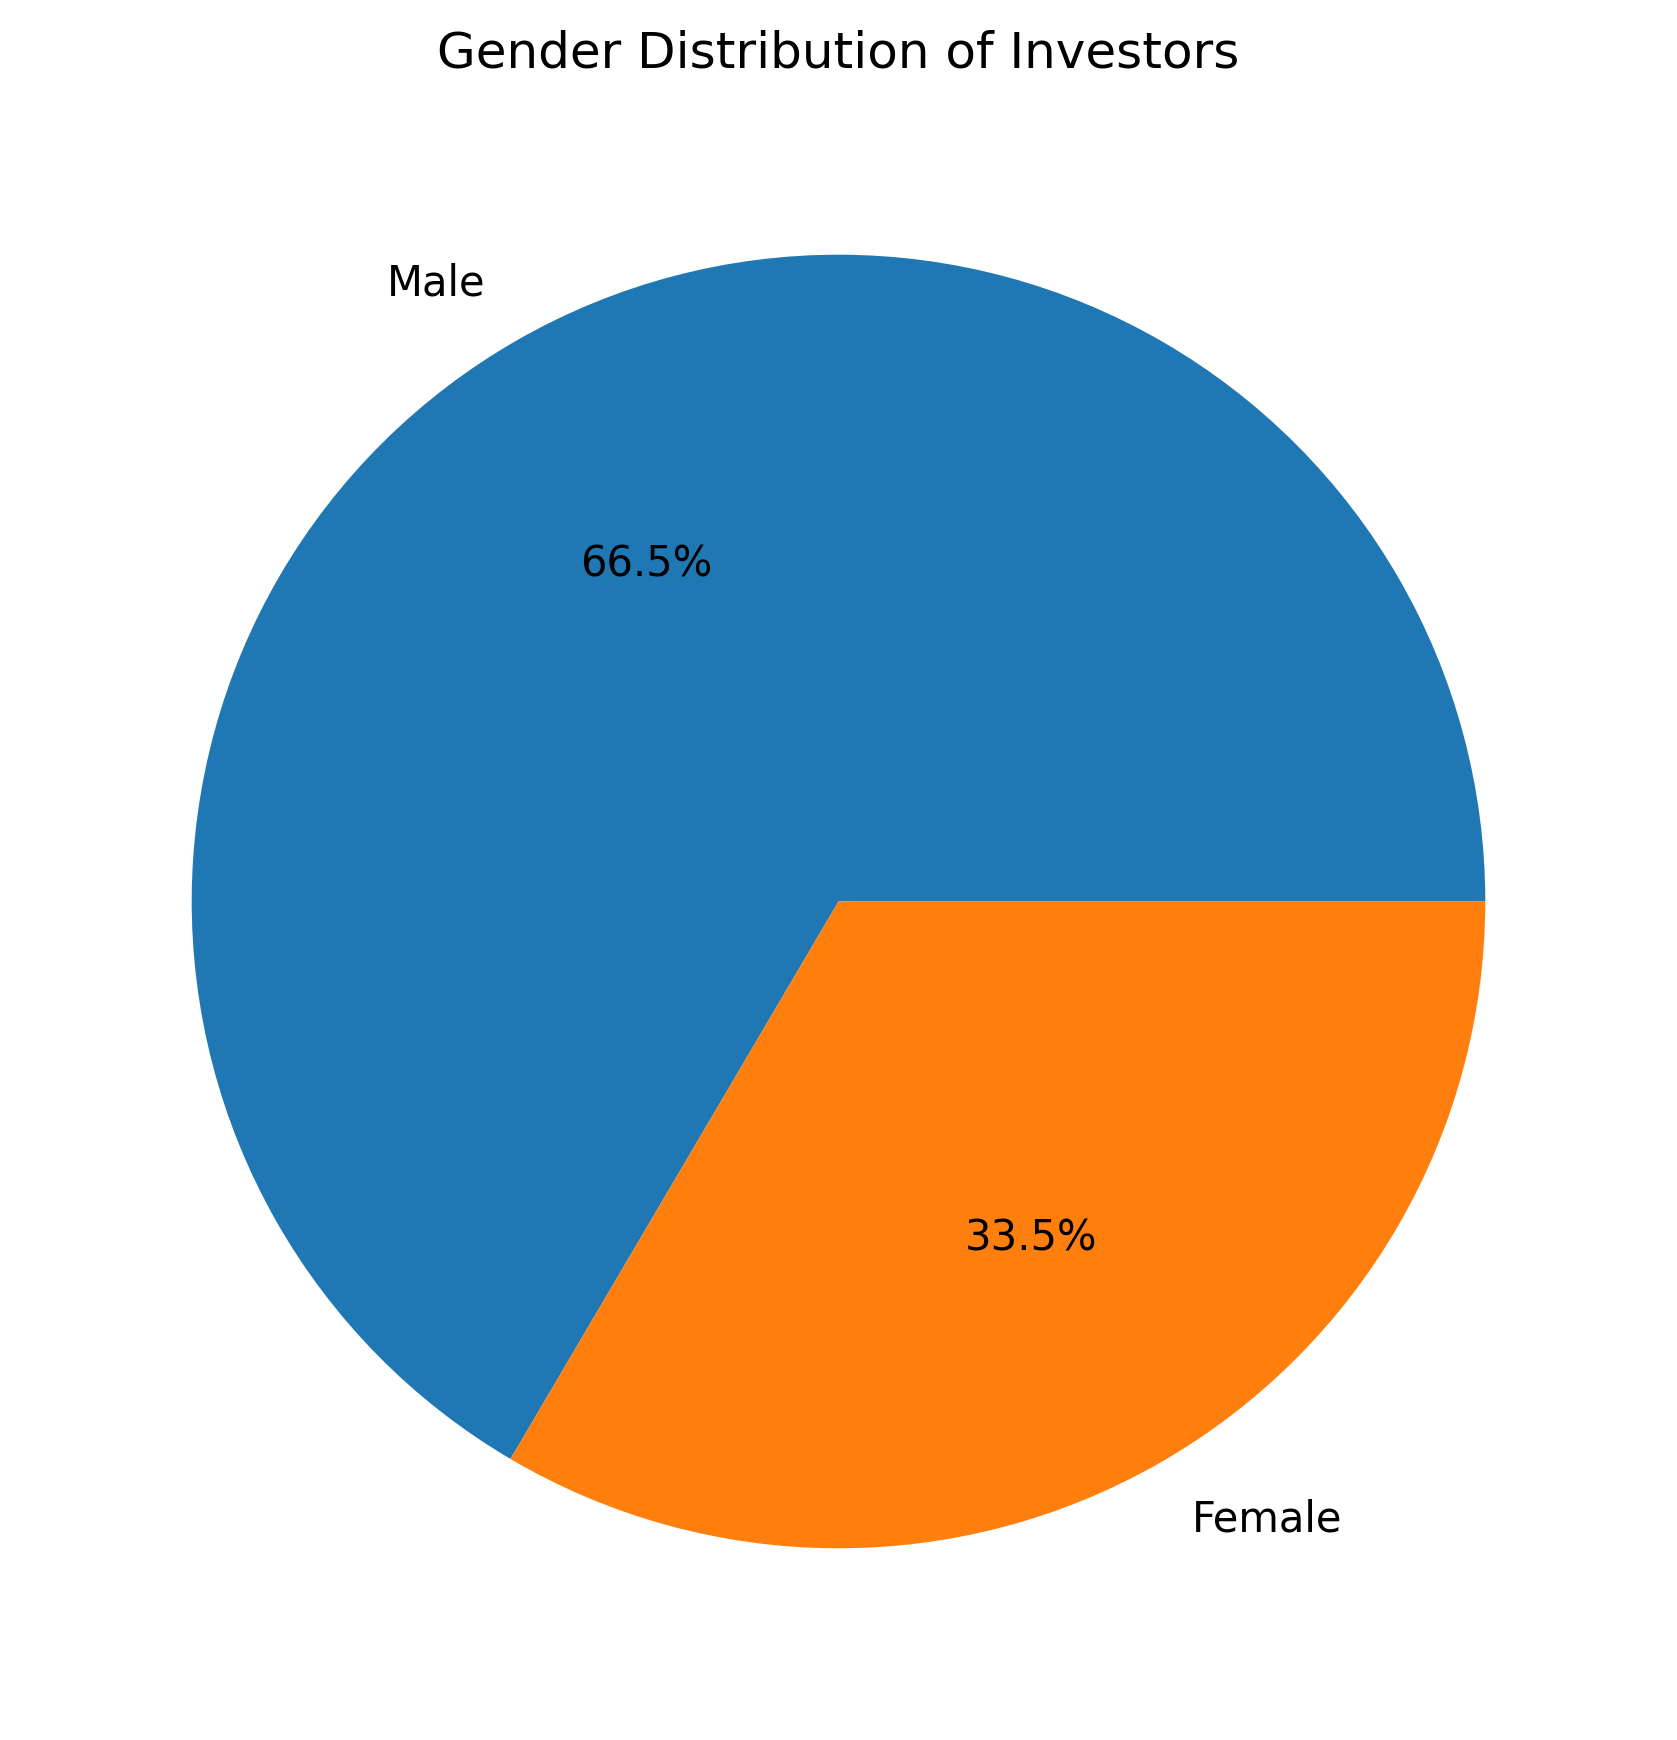 Gender Distribution of Investors
Male
66.5%
33.5%
Female